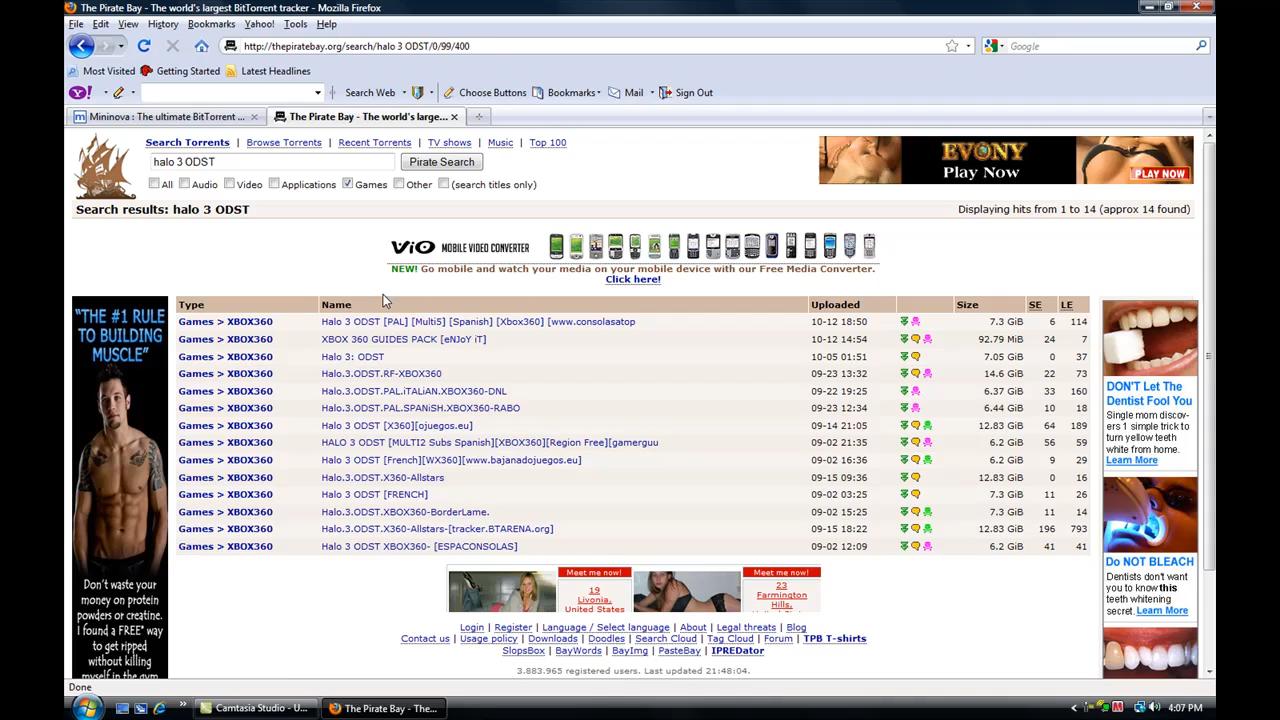 The Pirate Bay - The world's largest BitTorrent tracker - Mozilla Firefox
File Edit View History Bookmarks Yahoo! Tools Help
http://thepiratebay.org/search/halo 3 ODST/0/99/400
Google
Most Visited Getting Started Latest Headlines
Y! Search Web Choose Buttons Bookmarks Mail Sign Out
Mininova : The ultimate BitTorrent ... The Pirate Bay - The world's large...
Search Torrents | Browse Torrents | Recent Torrents | TV shows | Music | Top 100
halo 3 ODST Pirate Search
All Audio Video Applications Games Other (search titles only)
EVONY
Play Now
PLAY NOW
Search results: halo 3 ODST Displaying hits from 1 to 14 (approx 14 found)
ViO MOBILE VIDEO CONVERTER
NEW! Go mobile and watch your media on your mobile device with our Free Media Converter.
Click here!
Type Name Uploaded Size SE LE
Games > XBOX360 Halo 3 ODST [PAL] [Multi5] [Spanish] [Xbox360] [www.consolasatop 10-12 18:50 7.3 GiB 6 114
Games > XBOX360 XBOX 360 GUIDES PACK [eNJoY iT] 10-12 14:54 92.79 MiB 24 7
Games > XBOX360 Halo 3: ODST 10-05 01:51 7.05 GiB 0 37
Games > XBOX360 Halo.3.ODST.RF-XBOX360 09-23 13:32 14.6 GiB 22 73
Games > XBOX360 Halo.3.ODST.PAL.iTALiAN.XBOX360-DNL 09-22 19:25 6.37 GiB 33 160
Games > XBOX360 Halo.3.ODST.PAL.SPANiSH.XBOX360-RABO 09-23 12:34 6.44 GiB 10 18
Games > XBOX360 Halo 3 ODST [X360][ojuegos.eu] 09-14 21:05 12.83 GiB 64 189
Games > XBOX360 HALO 3 ODST [MULTI2 Subs Spanish][XBOX360][Region Free][gamerguu 09-02 21:35 6.2 GiB 56 59
Games > XBOX360 Halo 3 ODST [French][WX360][www.bajanadojuegos.eu] 09-02 16:36 6.2 GiB 9 29
Games > XBOX360 Halo.3.ODST.X360-Allstars 09-15 09:36 12.83 GiB 0 16
Games > XBOX360 Halo 3 ODST [FRENCH] 09-02 03:25 7.3 GiB 11 26
Games > XBOX360 Halo.3.ODST.XBOX360-BorderLame. 09-02 15:25 7.3 GiB 11 14
Games > XBOX360 Halo.3.ODST.X360-Allstars-[tracker.BTARENA.org] 09-15 18:22 12.83 GiB 196 793
Games > XBOX360 Halo 3 ODST XBOX360- [ESPACONSOLAS] 09-02 12:09 6.2 GiB 41 41
"THE #1 RULE
TO BUILDING
MUSCLE"
Don't waste your
money on protein
powders or creatine.
I found a FREE* way
to get ripped
without killing
myself in the gym
DON'T Let The
Dentist Fool You
Single mom discov-
ers 1 simple trick to
turn yellow teeth
white from home.
Learn More
Do NOT BLEACH
Dentists don't want
you to know this
teeth whitening
secret. Learn More
Meet me now!
19
Livonia,
United States
Meet me now!
23
Farmington
Hills,
Login | Register | Language / Select language | About | Legal threats | Blog
Contact us | Usage policy | Downloads | Doodles | Search Cloud | Tag Cloud | Forum | TPB T-shirts
SlopsBox | BayWords | BayImg | PasteBay | IPREDator
3.883.965 registered users. Last updated 21:48:04.
Done
Camtasia Studio - U... The Pirate Bay - The... 4:07 PM